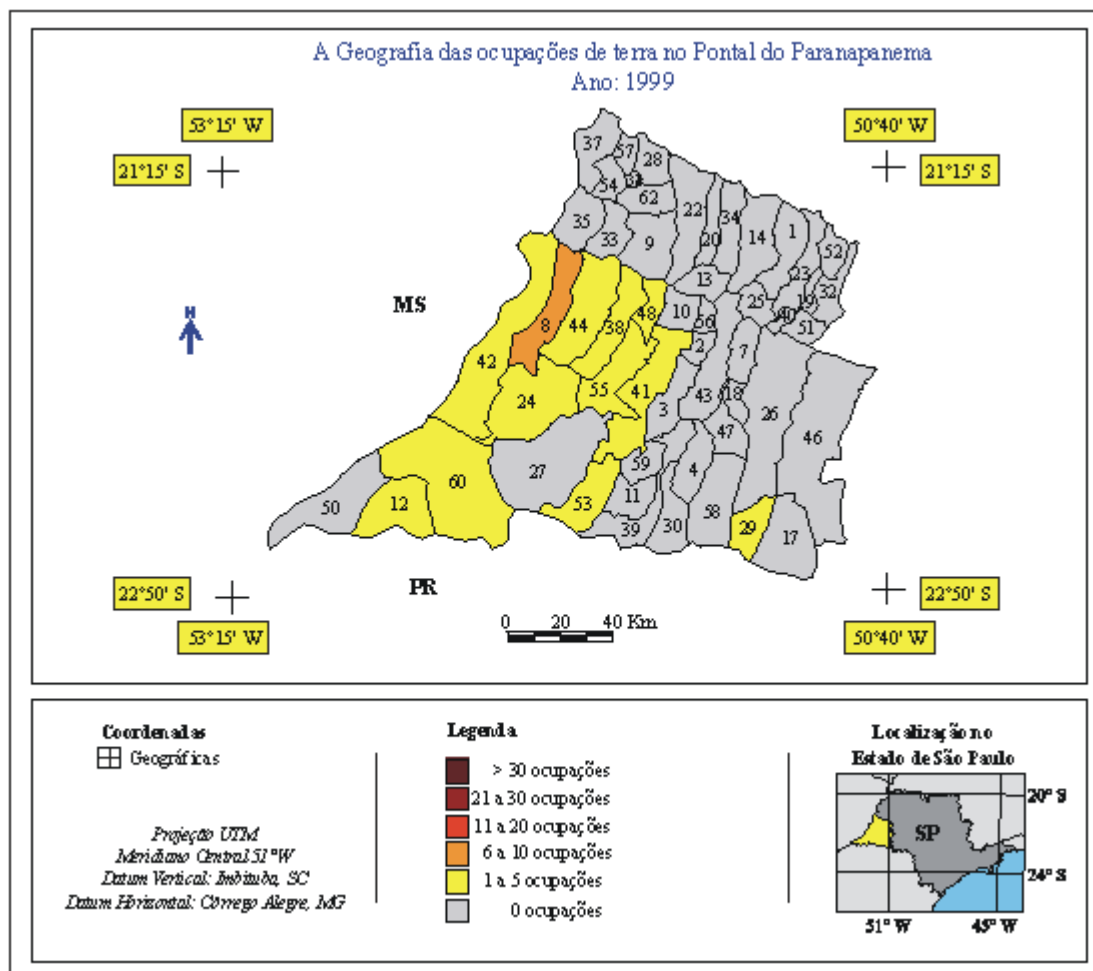 A Geografia das ocupações de terra no Pontal do Paranapanema
Ano: 1999
53°15' W
50°40' W
21°15' S
21°15' S
37
57
28
54
31
62
22
34
35
33
9
20
14
1
52
13
23
32
MS
N
8
44
38
48
10
56
25
19
40
51
42
2
7
24
55
41
3
43
18
26
46
47
59
4
60
27
50
12
53
11
39
30
58
29
17
22°50' S
22°50' S
PR
53°15' W
50°40' W
0 20 40 Km
Coordenadas
Geográficas
Projeção UTM
Meridiano Central 51°W
Datum Vertical: Imbituba, SC
Datum Horizontal: Córrego Alegre, MG
Legenda
> 30 ocupações
21 a 30 ocupações
11 a 20 ocupações
6 a 10 ocupações
1 a 5 ocupações
0 ocupações
Localização no
Estado de São Paulo
20° S
SP
24° S
51° W
45° W